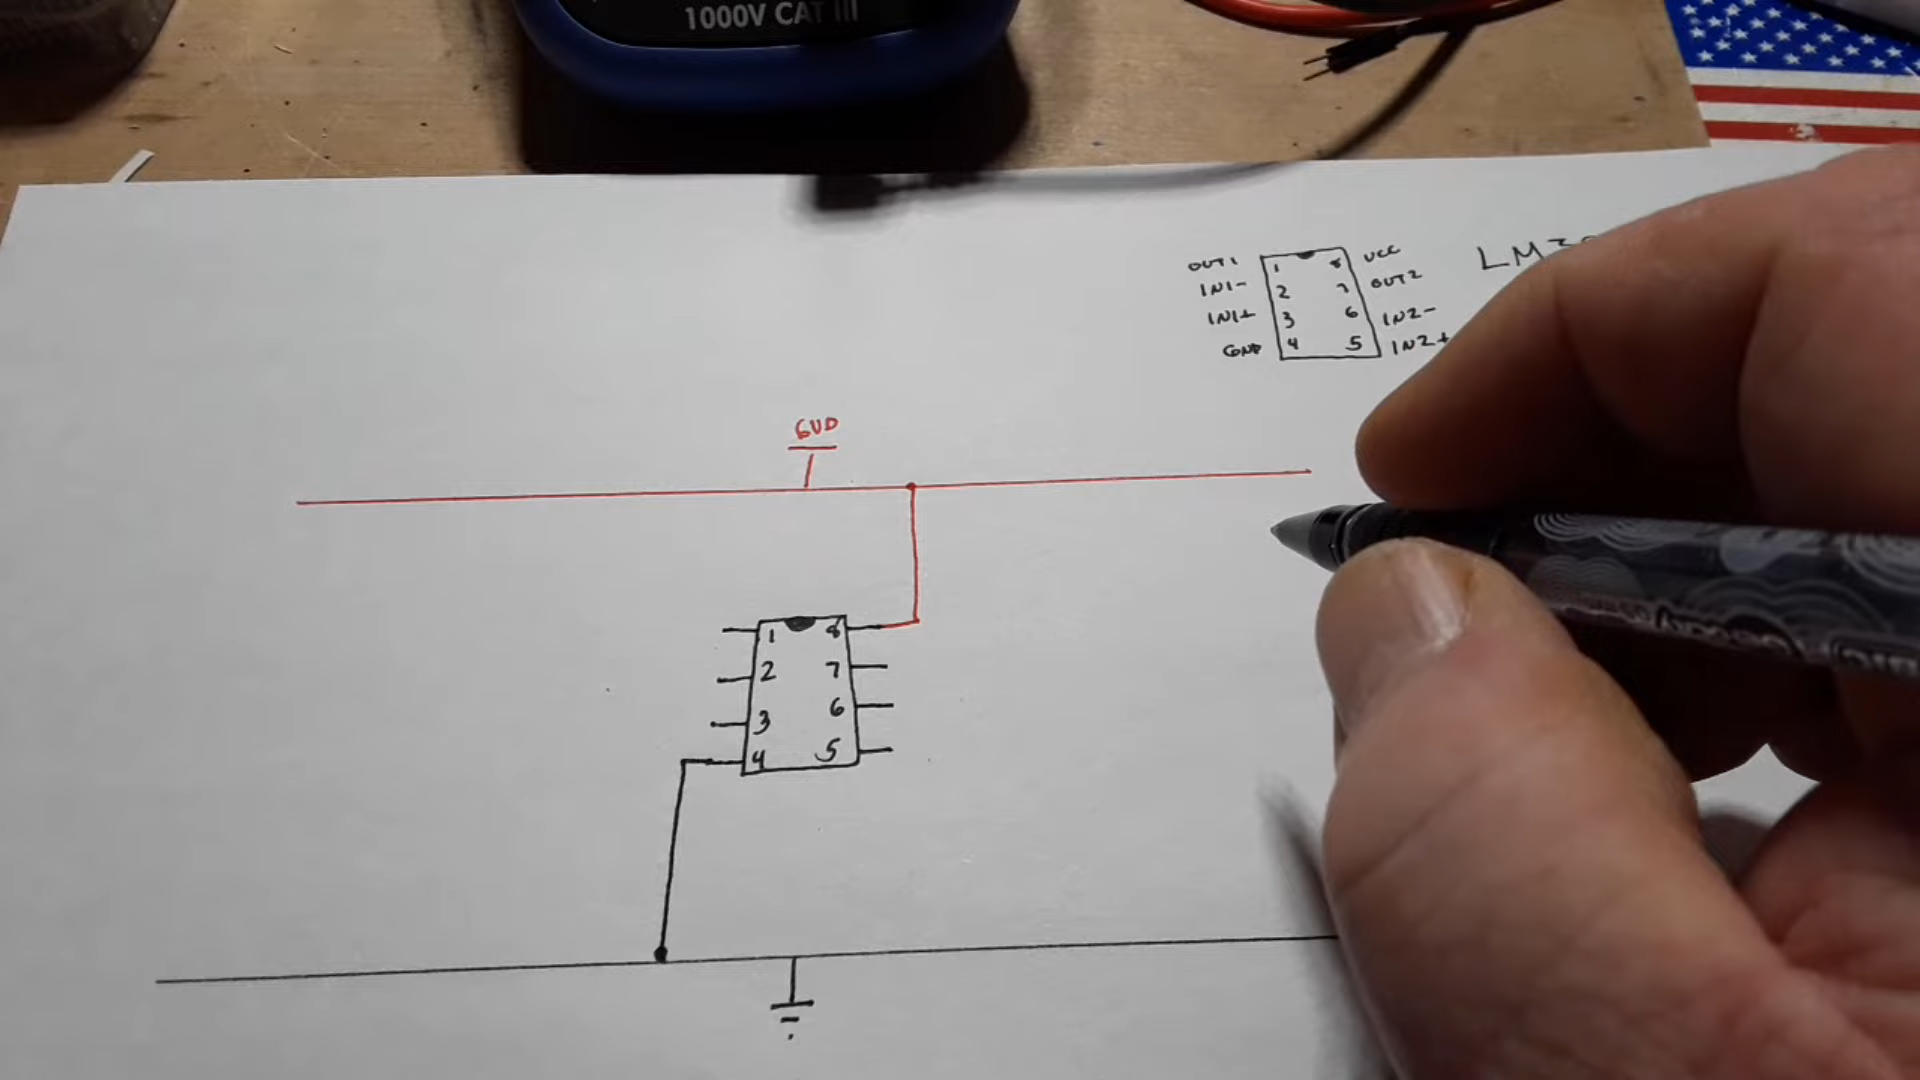 1000V CAT III
OUT1 1 8 VCC
IN1- 2 7 OUT2
IN1+ 3 6 IN2-
GND 4 5 IN2+
6VD
1 8
2 7
3 6
4 5